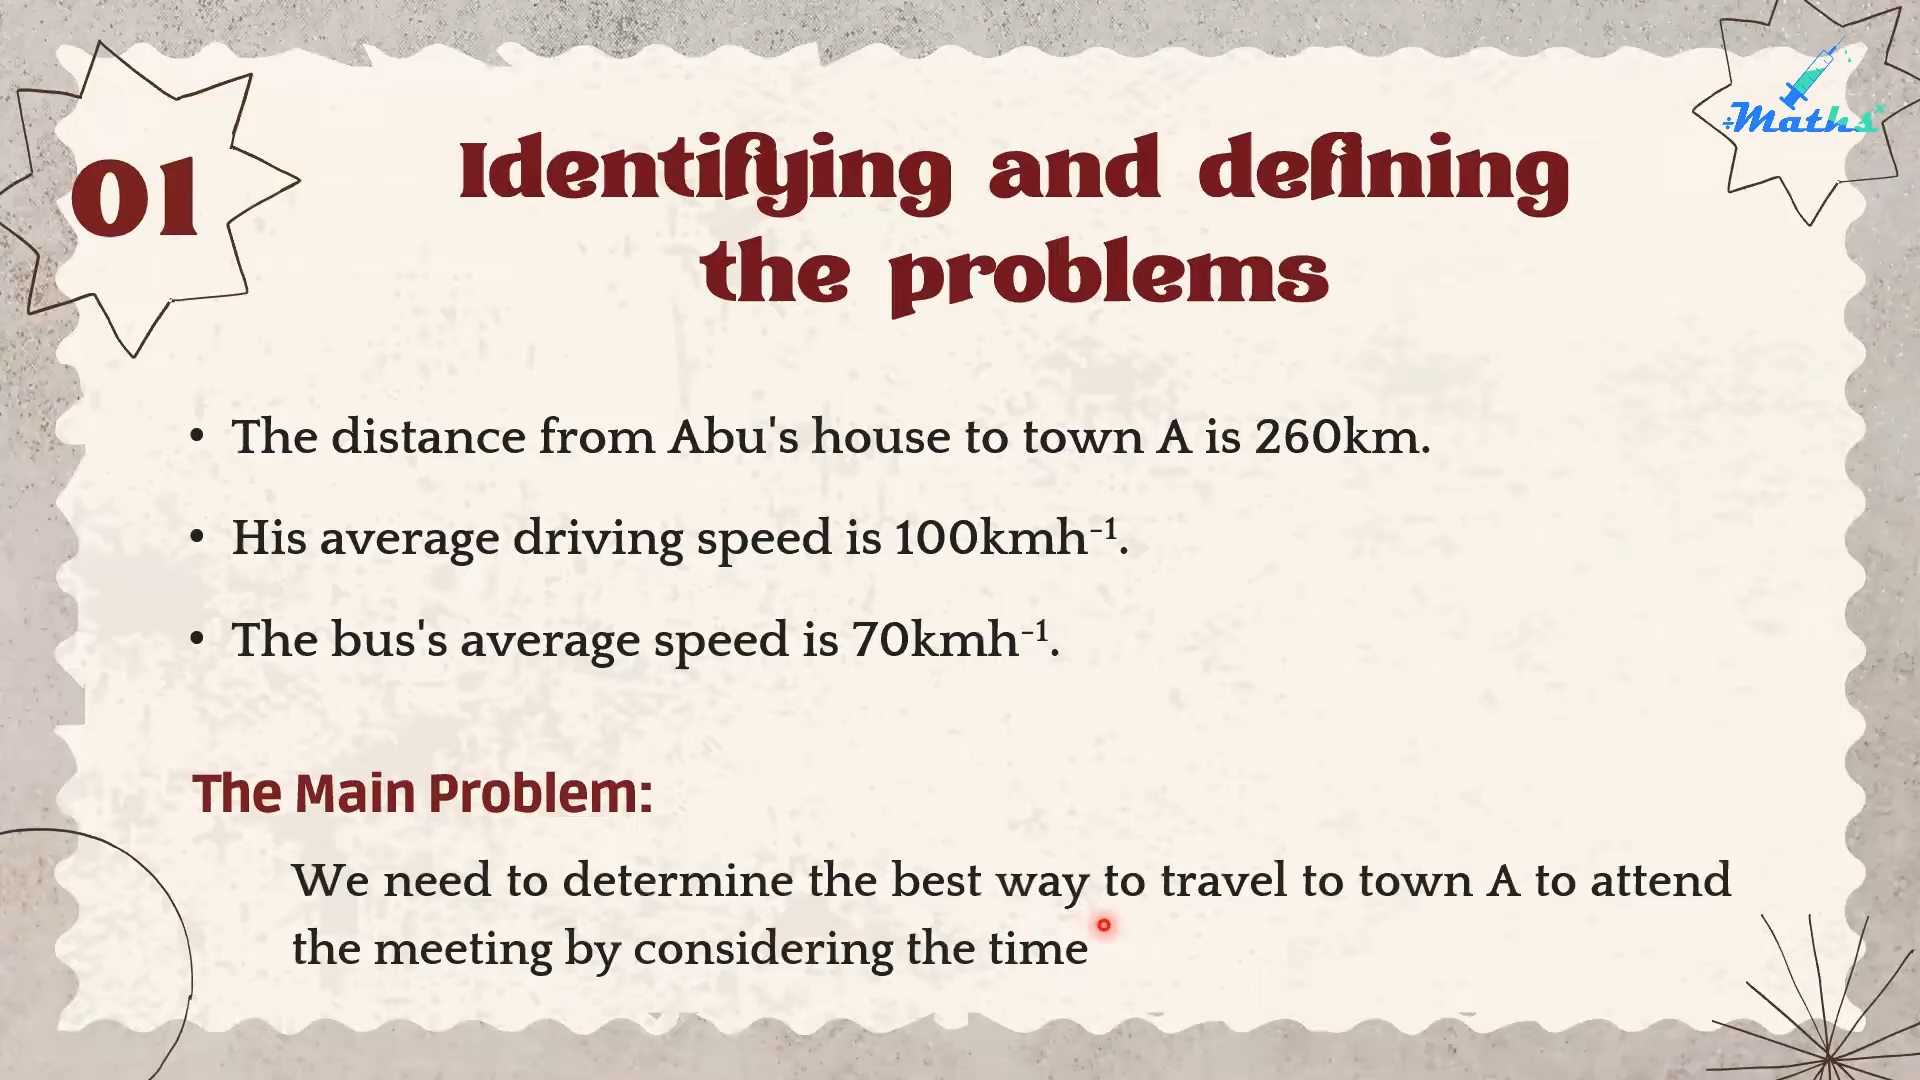 01
÷Maths×
Identifying and defining
the problems
• The distance from Abu's house to town A is 260km.
• His average driving speed is 100kmh⁻¹.
• The bus's average speed is 70kmh⁻¹.
The Main Problem:
We need to determine the best way to travel to town A to attend
the meeting by considering the time